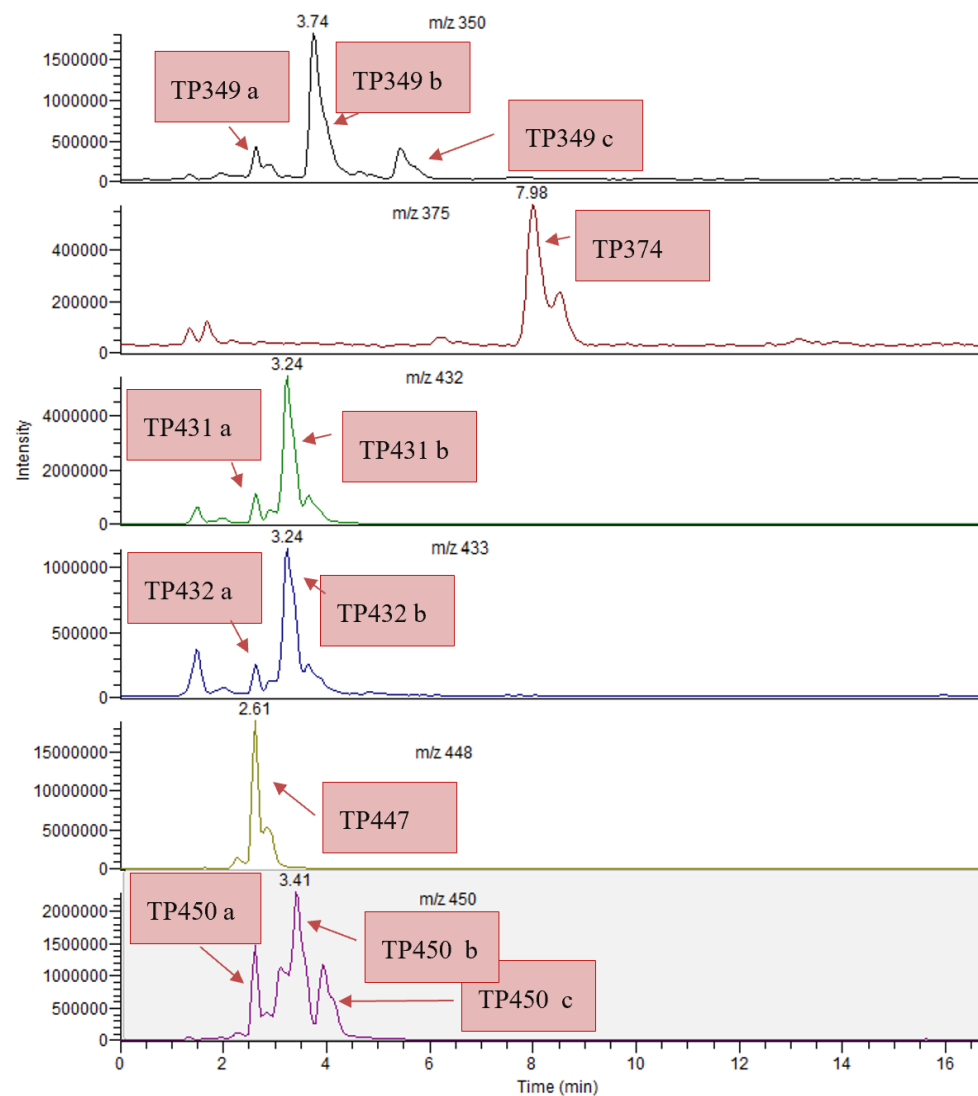 3.74
m/z 350
1500000
1000000
500000
0
TP349 a
TP349 b
TP349 c
7.98
m/z 375
400000
200000
0
TP374
3.24
m/z 432
4000000
2000000
0
TP431 a
TP431 b
Intensity
3.24
m/z 433
1000000
500000
0
TP432 a
TP432 b
2.61
m/z 448
15000000
10000000
5000000
0
TP447
3.41
m/z 450
2000000
1500000
1000000
500000
0
TP450 a
TP450 b
TP450 c
0 2 4 6 8 10 12 14 16
Time (min)